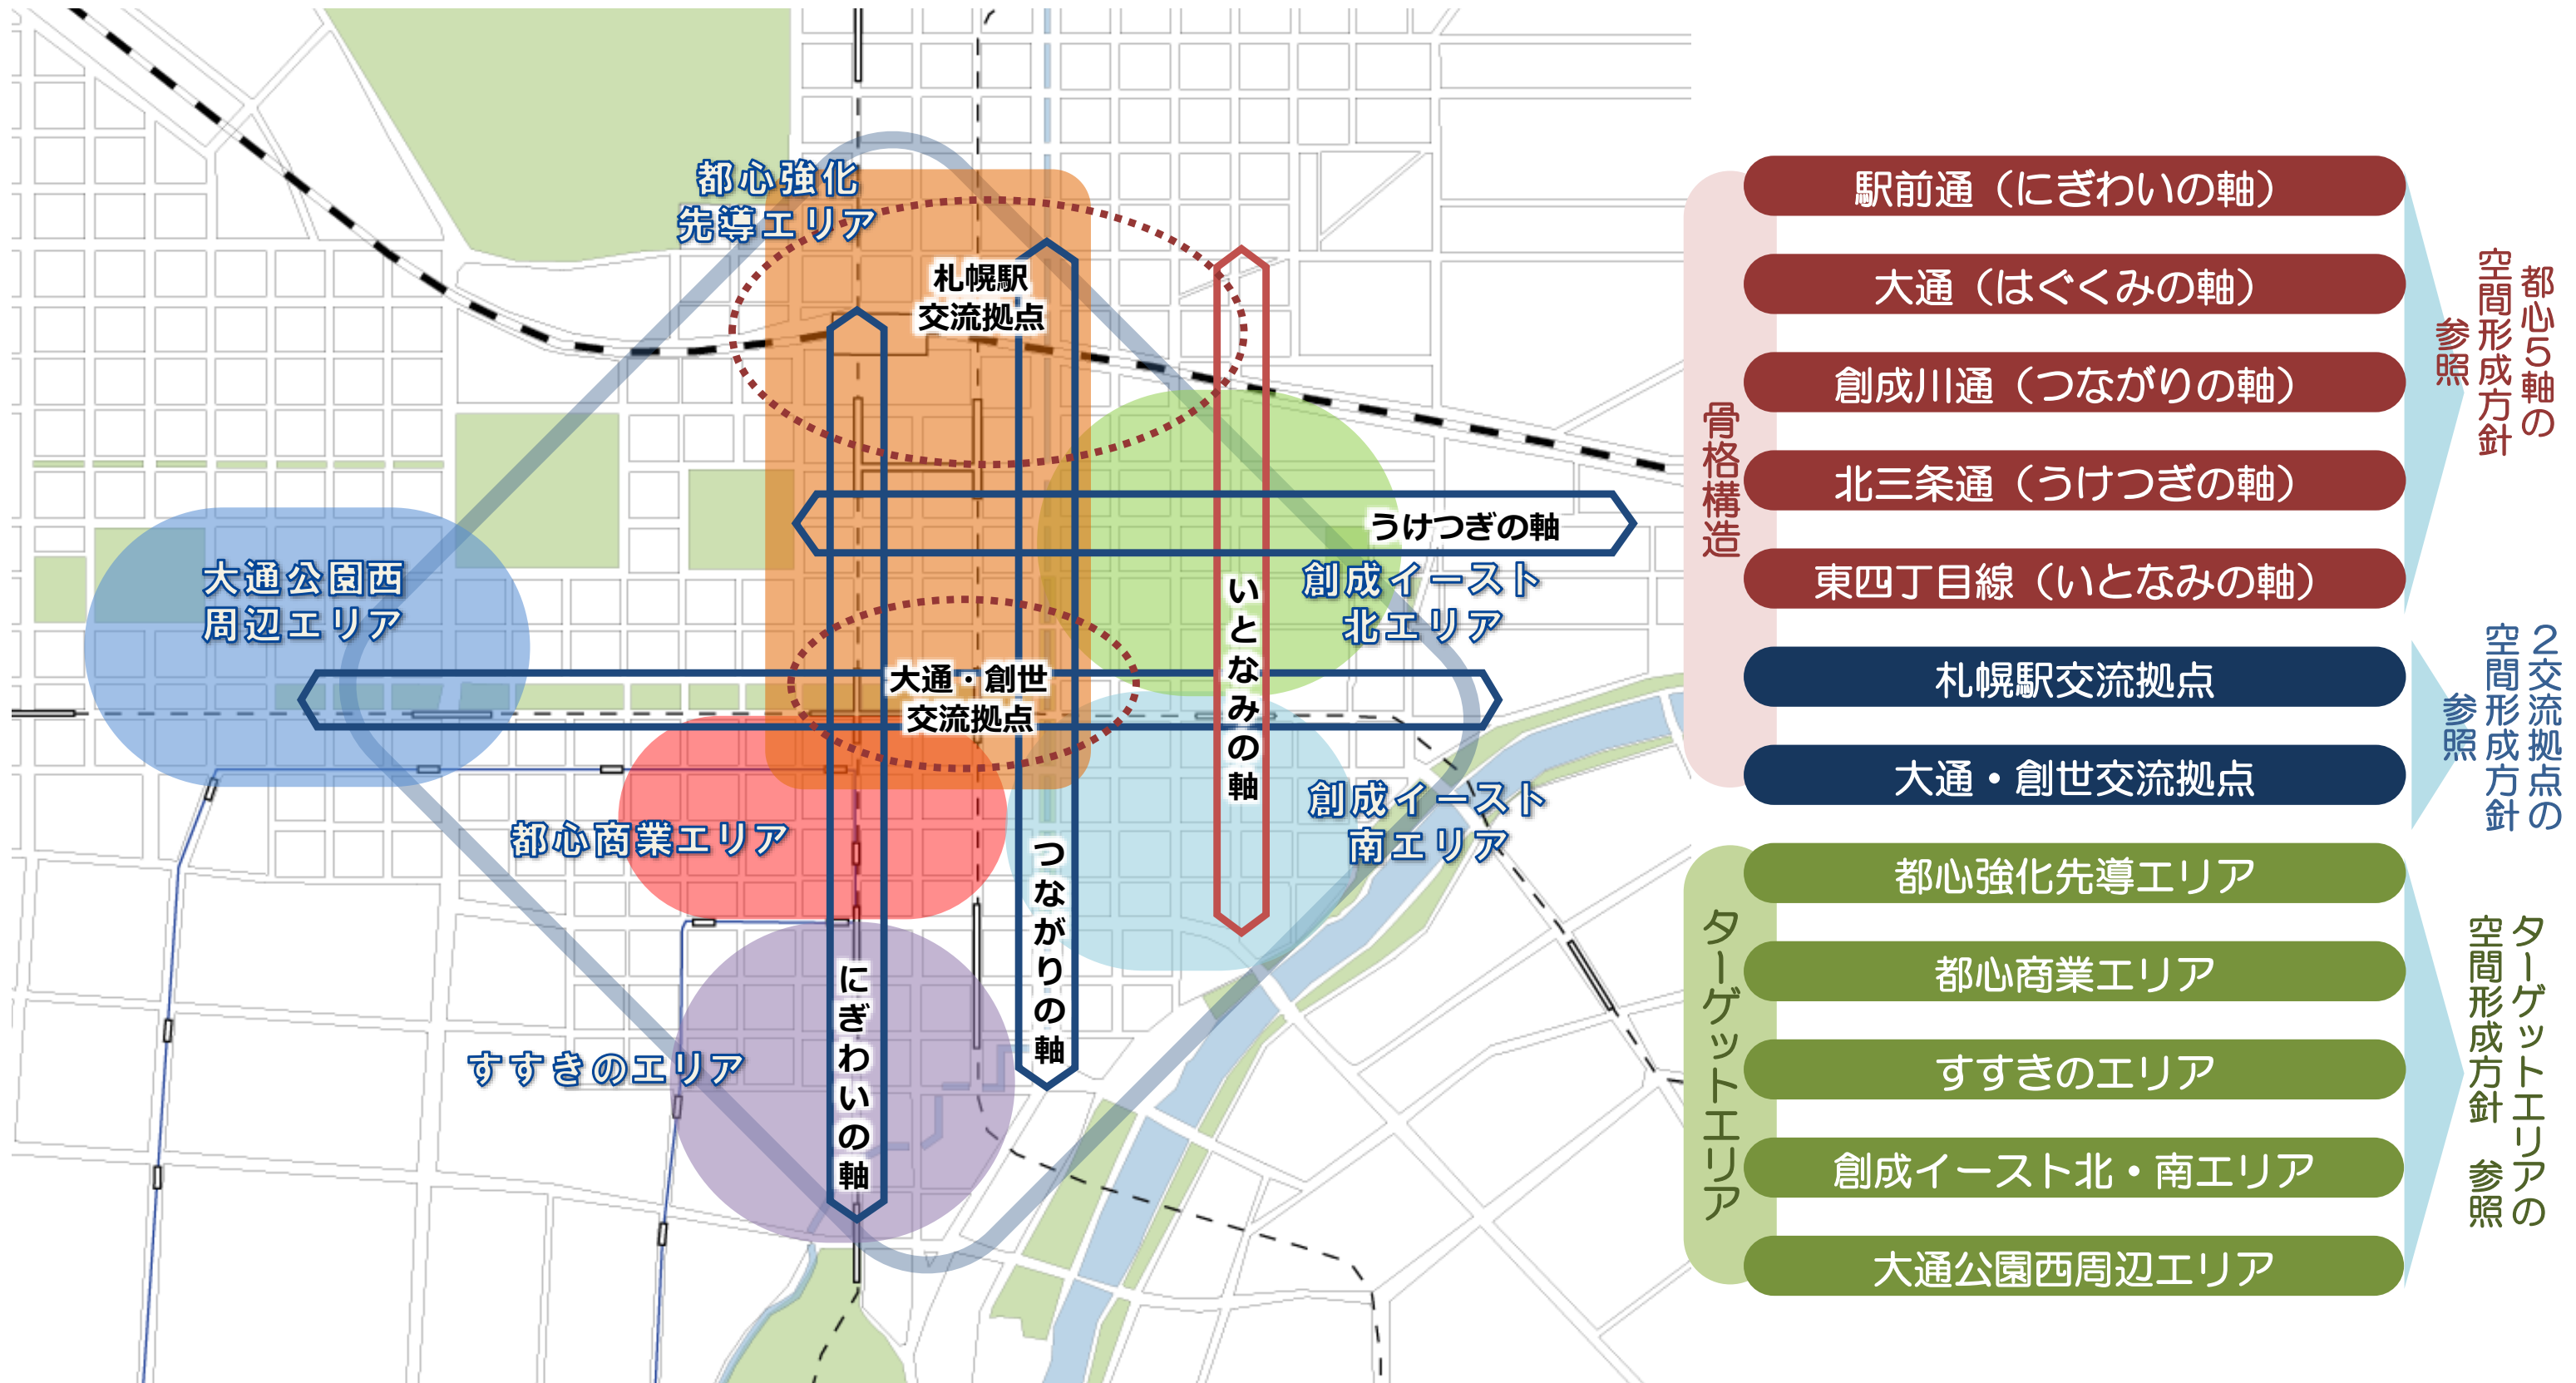 都心強化
先導エリア
札幌駅
交流拠点
うけつぎの軸
創成イースト
北エリア
大通公園西
周辺エリア
いとなみの軸
大通・創世
交流拠点
創成イースト
南エリア
都心商業エリア
つながりの軸
にぎわいの軸
すすきのエリア
骨格構造
駅前通（にぎわいの軸）
大通（はぐくみの軸）
創成川通（つながりの軸）
北三条通（うけつぎの軸）
東四丁目線（いとなみの軸）
札幌駅交流拠点
大通・創世交流拠点
都心５軸の
空間形成方針
参照
２交流拠点の
空間形成方針
参照
ターゲットエリア
都心強化先導エリア
都心商業エリア
すすきのエリア
創成イースト北・南エリア
大通公園西周辺エリア
ターゲットエリアの
空間形成方針　参照